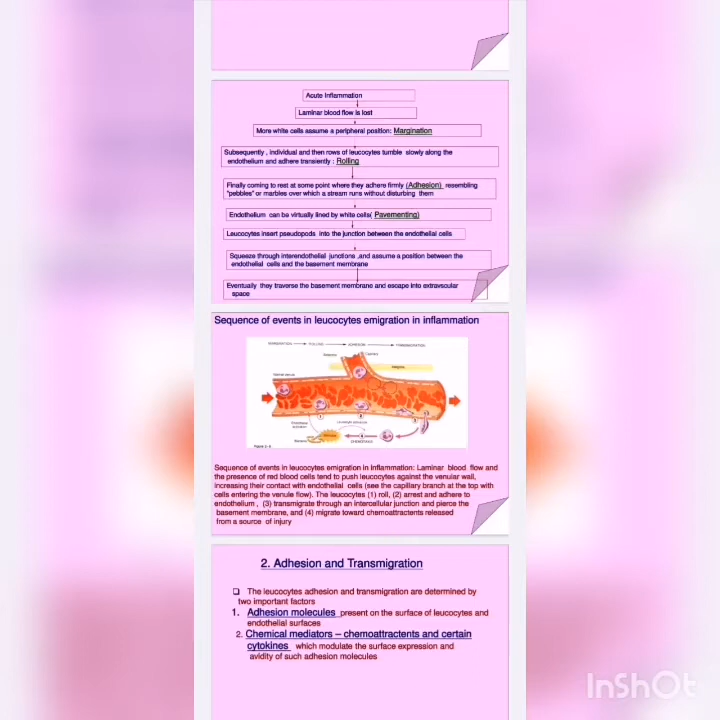 Acute Inflammation
Laminar blood flow is lost
More white cells assume a peripheral position: Margination
Subsequently , individual and then rows of leucocytes tumble slowly along the
endothelium and adhere transiently : Rolling
Finally coming to rest at some point where they adhere firmly (Adhesion) resembling
"pebbles" or marbles over which a stream runs without disturbing them
Endothelium can be virtually lined by white cells( Pavementing)
Leucocytes insert pseudopods into the junction between the endothelial cells
Squeeze through interendothelial junctions ,and assume a position between the
endothelial cells and the basement membrane
Eventually they traverse the basement membrane and escape into extravscular
space
Sequence of events in leucocytes emigration in inflammation
MARGINATION ROLLING ADHESION TRANSMIGRATION
CHEMOTAXIS
Sequence of events in leucocytes emigration in Inflammation: Laminar blood flow and
the presence of red blood cells tend to push leucocytes against the venular wall,
increasing their contact with endothelial cells (see the capillary branch at the top with
cells entering the venule flow). The leucocytes (1) roll, (2) arrest and adhere to
endothelium , (3) transmigrate through an intercellular junction and pierce the
basement membrane, and (4) migrate toward chemoattractents released
from a source of injury
2. Adhesion and Transmigration
The leucocytes adhesion and transmigration are determined by
two important factors
1. Adhesion molecules present on the surface of leucocytes and
endothelial surfaces
2. Chemical mediators – chemoattractents and certain
cytokines which modulate the surface expression and
avidity of such adhesion molecules
InShOt